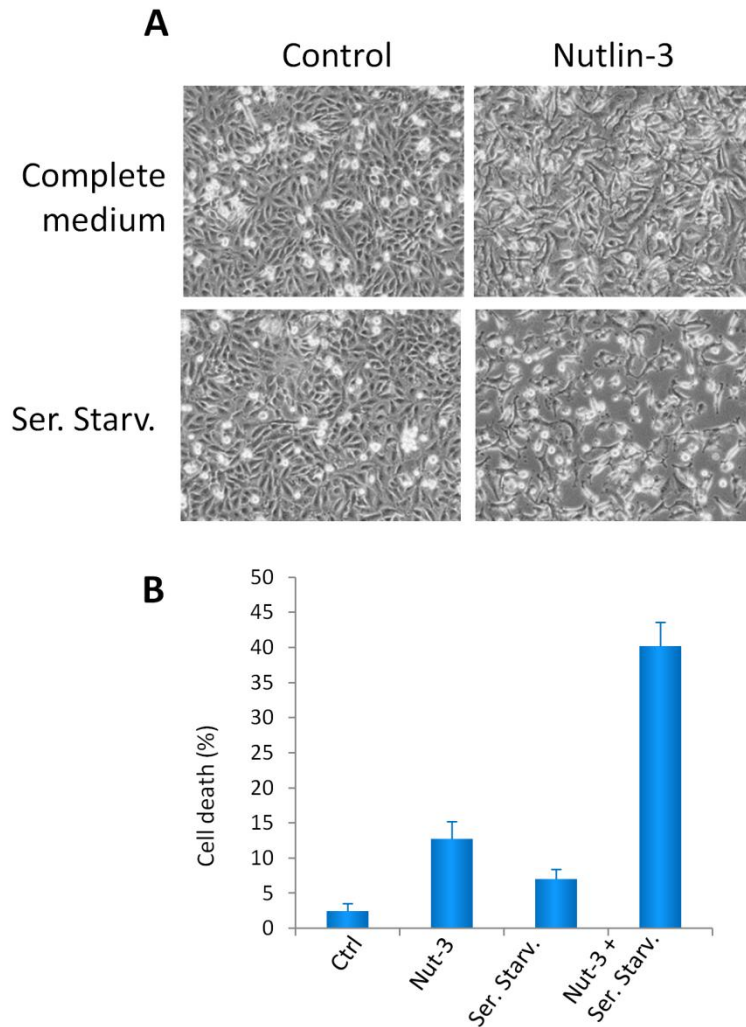 A
Control
Nutlin-3
Complete
medium
Ser. Starv.
B
Cell death (%)
50
45
40
35
30
25
20
15
10
5
0
Ctrl
Nut-3
Ser. Starv.
Nut-3 +
Ser. Starv.